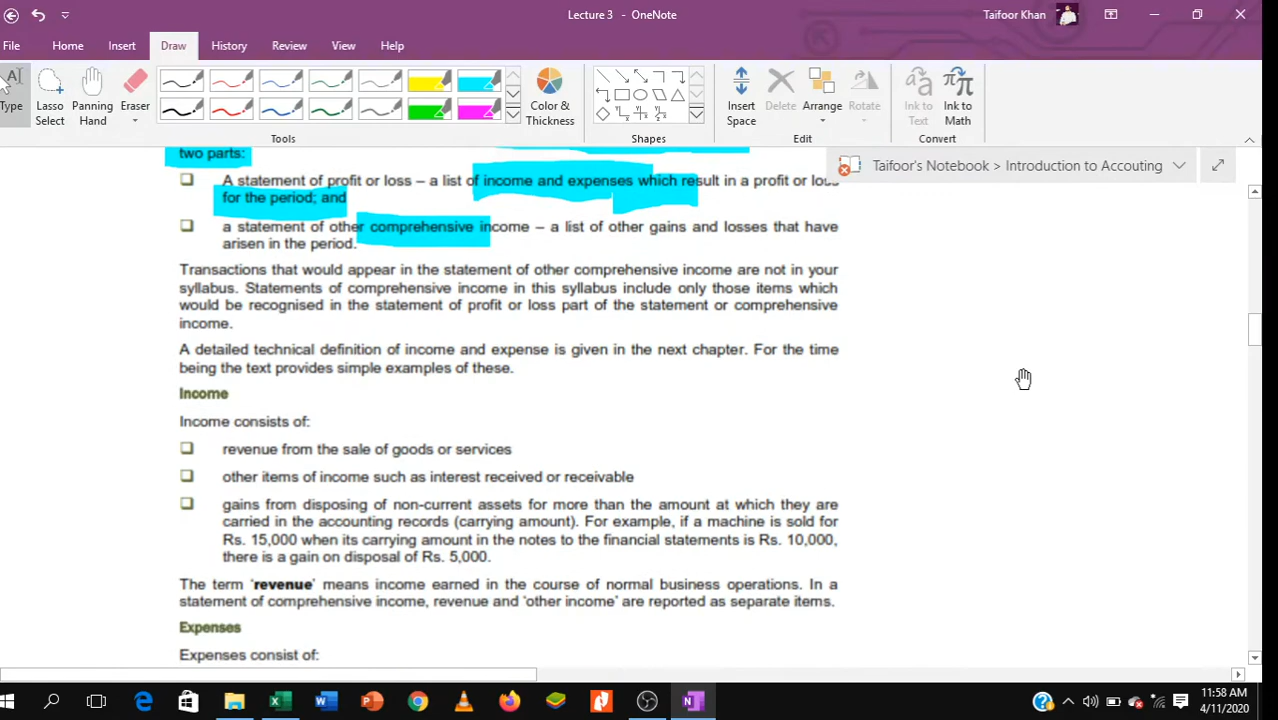 Lecture 3 - OneNote
Taifoor Khan
File Home Insert Draw History Review View Help
Type
Lasso Select
Panning Hand
Eraser
Color & Thickness
Insert Space
Delete
Arrange
Rotate
Ink to Text
Ink to Math
Tools
Shapes
Edit
Convert
Taifoor's Notebook > Introduction to Accouting
two parts:
A statement of profit or loss – a list of income and expenses which result in a profit or loss
for the period; and
a statement of other comprehensive income – a list of other gains and losses that have
arisen in the period.
Transactions that would appear in the statement of other comprehensive income are not in your
syllabus. Statements of comprehensive income in this syllabus include only those items which
would be recognised in the statement of profit or loss part of the statement or comprehensive
income.
A detailed technical definition of income and expense is given in the next chapter. For the time
being the text provides simple examples of these.
Income
Income consists of:
revenue from the sale of goods or services
other items of income such as interest received or receivable
gains from disposing of non-current assets for more than the amount at which they are
carried in the accounting records (carrying amount). For example, if a machine is sold for
Rs. 15,000 when its carrying amount in the notes to the financial statements is Rs. 10,000,
there is a gain on disposal of Rs. 5,000.
The term 'revenue' means income earned in the course of normal business operations. In a
statement of comprehensive income, revenue and 'other income' are reported as separate items.
Expenses
Expenses consist of:
11:58 AM
4/11/2020